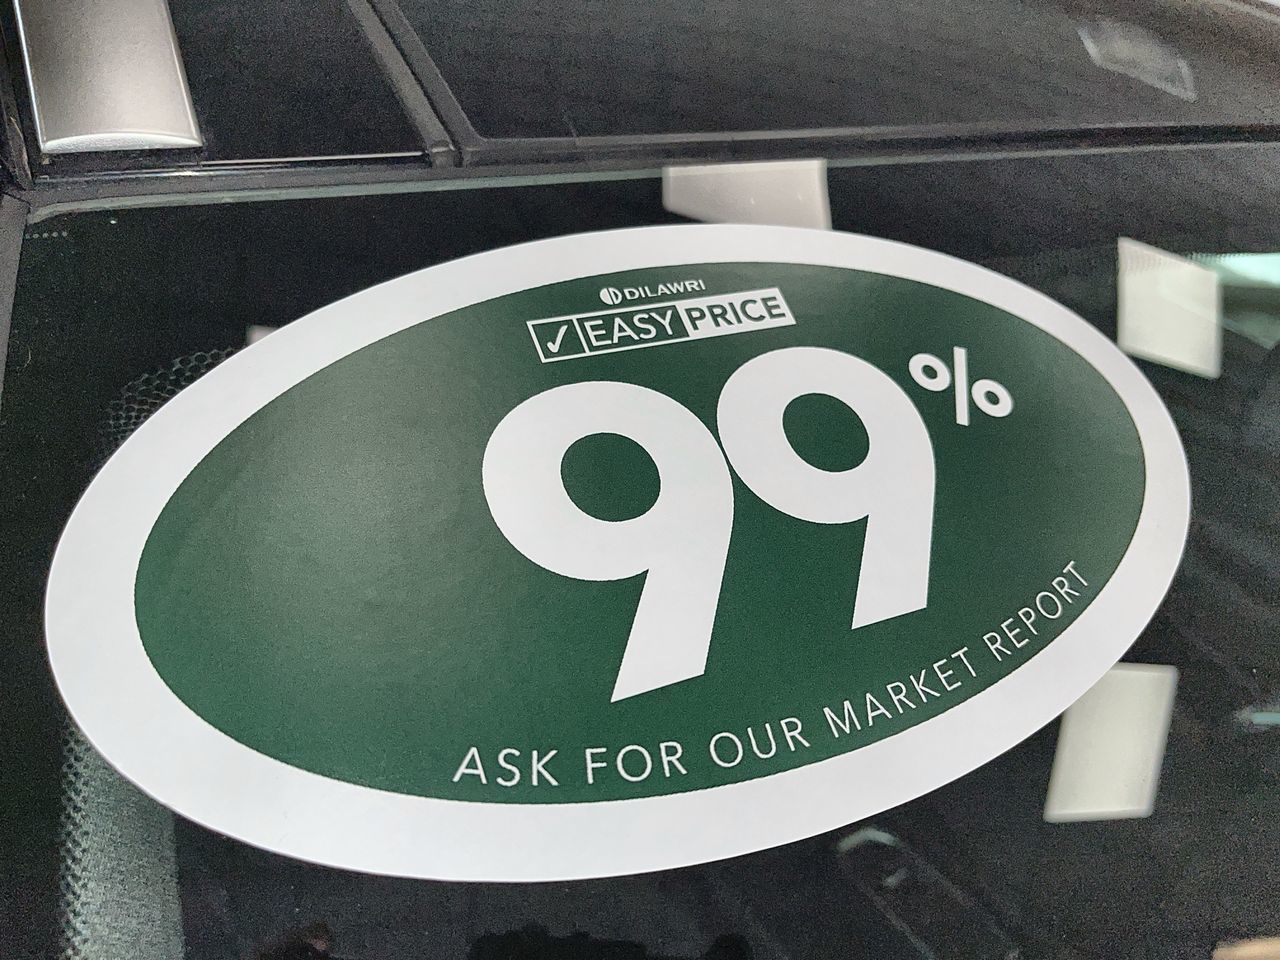 DILAWRI
✓ EASY PRICE
99%
ASK FOR OUR MARKET REPORT